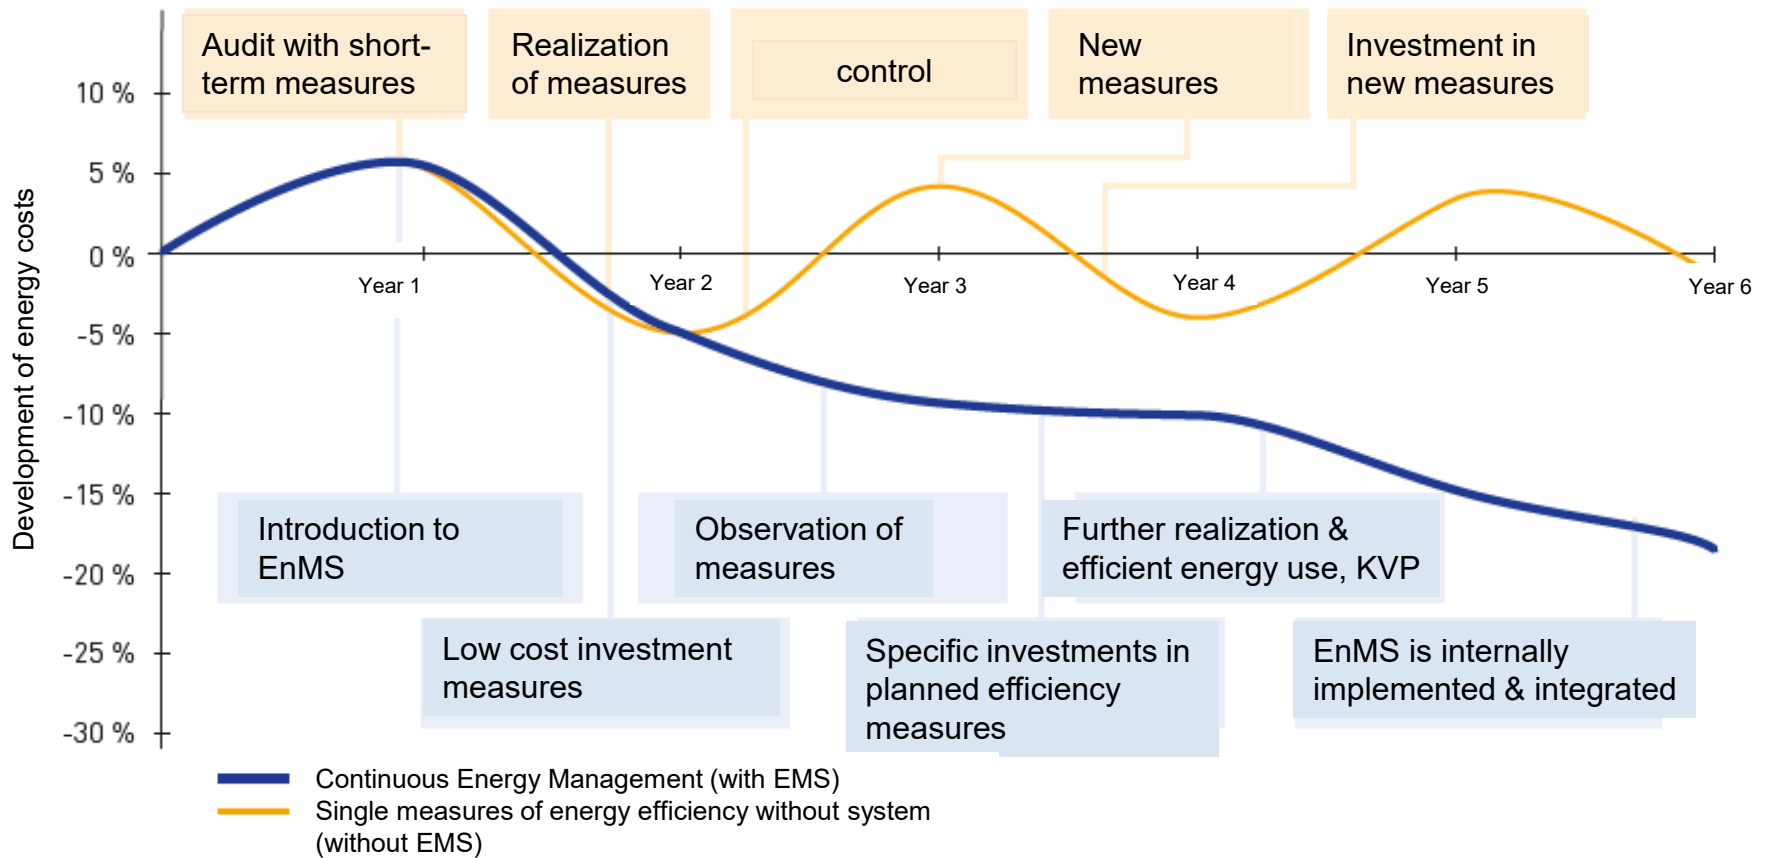 Audit with short-
term measures
Realization
of measures
control
New
measures
Investment in
new measures
Development of energy costs
10 %
5 %
0 %
-5 %
-10 %
-15 %
-20 %
-25 %
-30 %
Year 1
Year 2
Year 3
Year 4
Year 5
Year 6
Introduction to
EnMS
Observation of
measures
Further realization &
efficient energy use, KVP
Low cost investment
measures
Specific investments in
planned efficiency
measures
EnMS is internally
implemented & integrated
Continuous Energy Management (with EMS)
Single measures of energy efficiency without system
(without EMS)